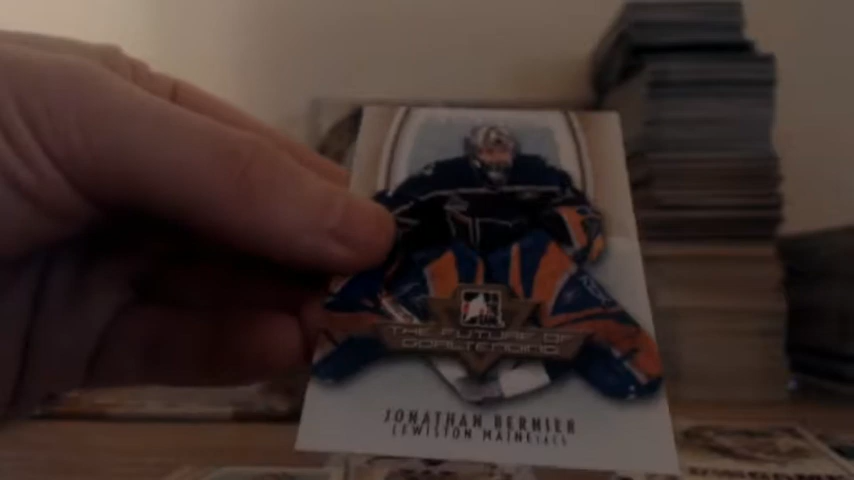 THE FUTURE OF
GOALTENDING
JONATHAN BERNIER
LEWISTON MAINEIACS